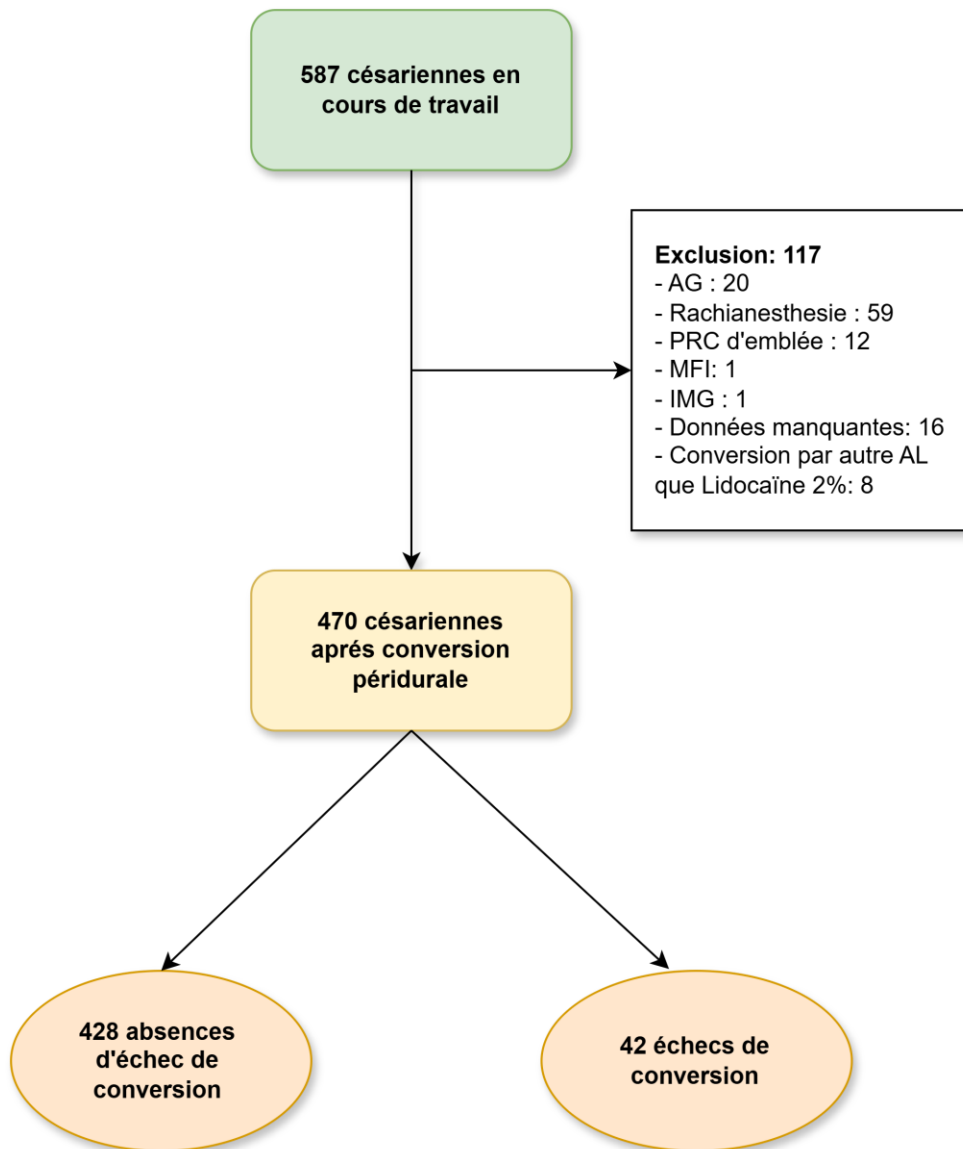 587 césariennes en
cours de travail
Exclusion: 117
- AG : 20
- Rachianesthesie : 59
- PRC d'emblée : 12
- MFI: 1
- IMG : 1
- Données manquantes: 16
- Conversion par autre AL
que Lidocaïne 2%: 8
470 césariennes
aprés conversion
péridurale
428 absences
d'échec de
conversion
42 échecs de
conversion